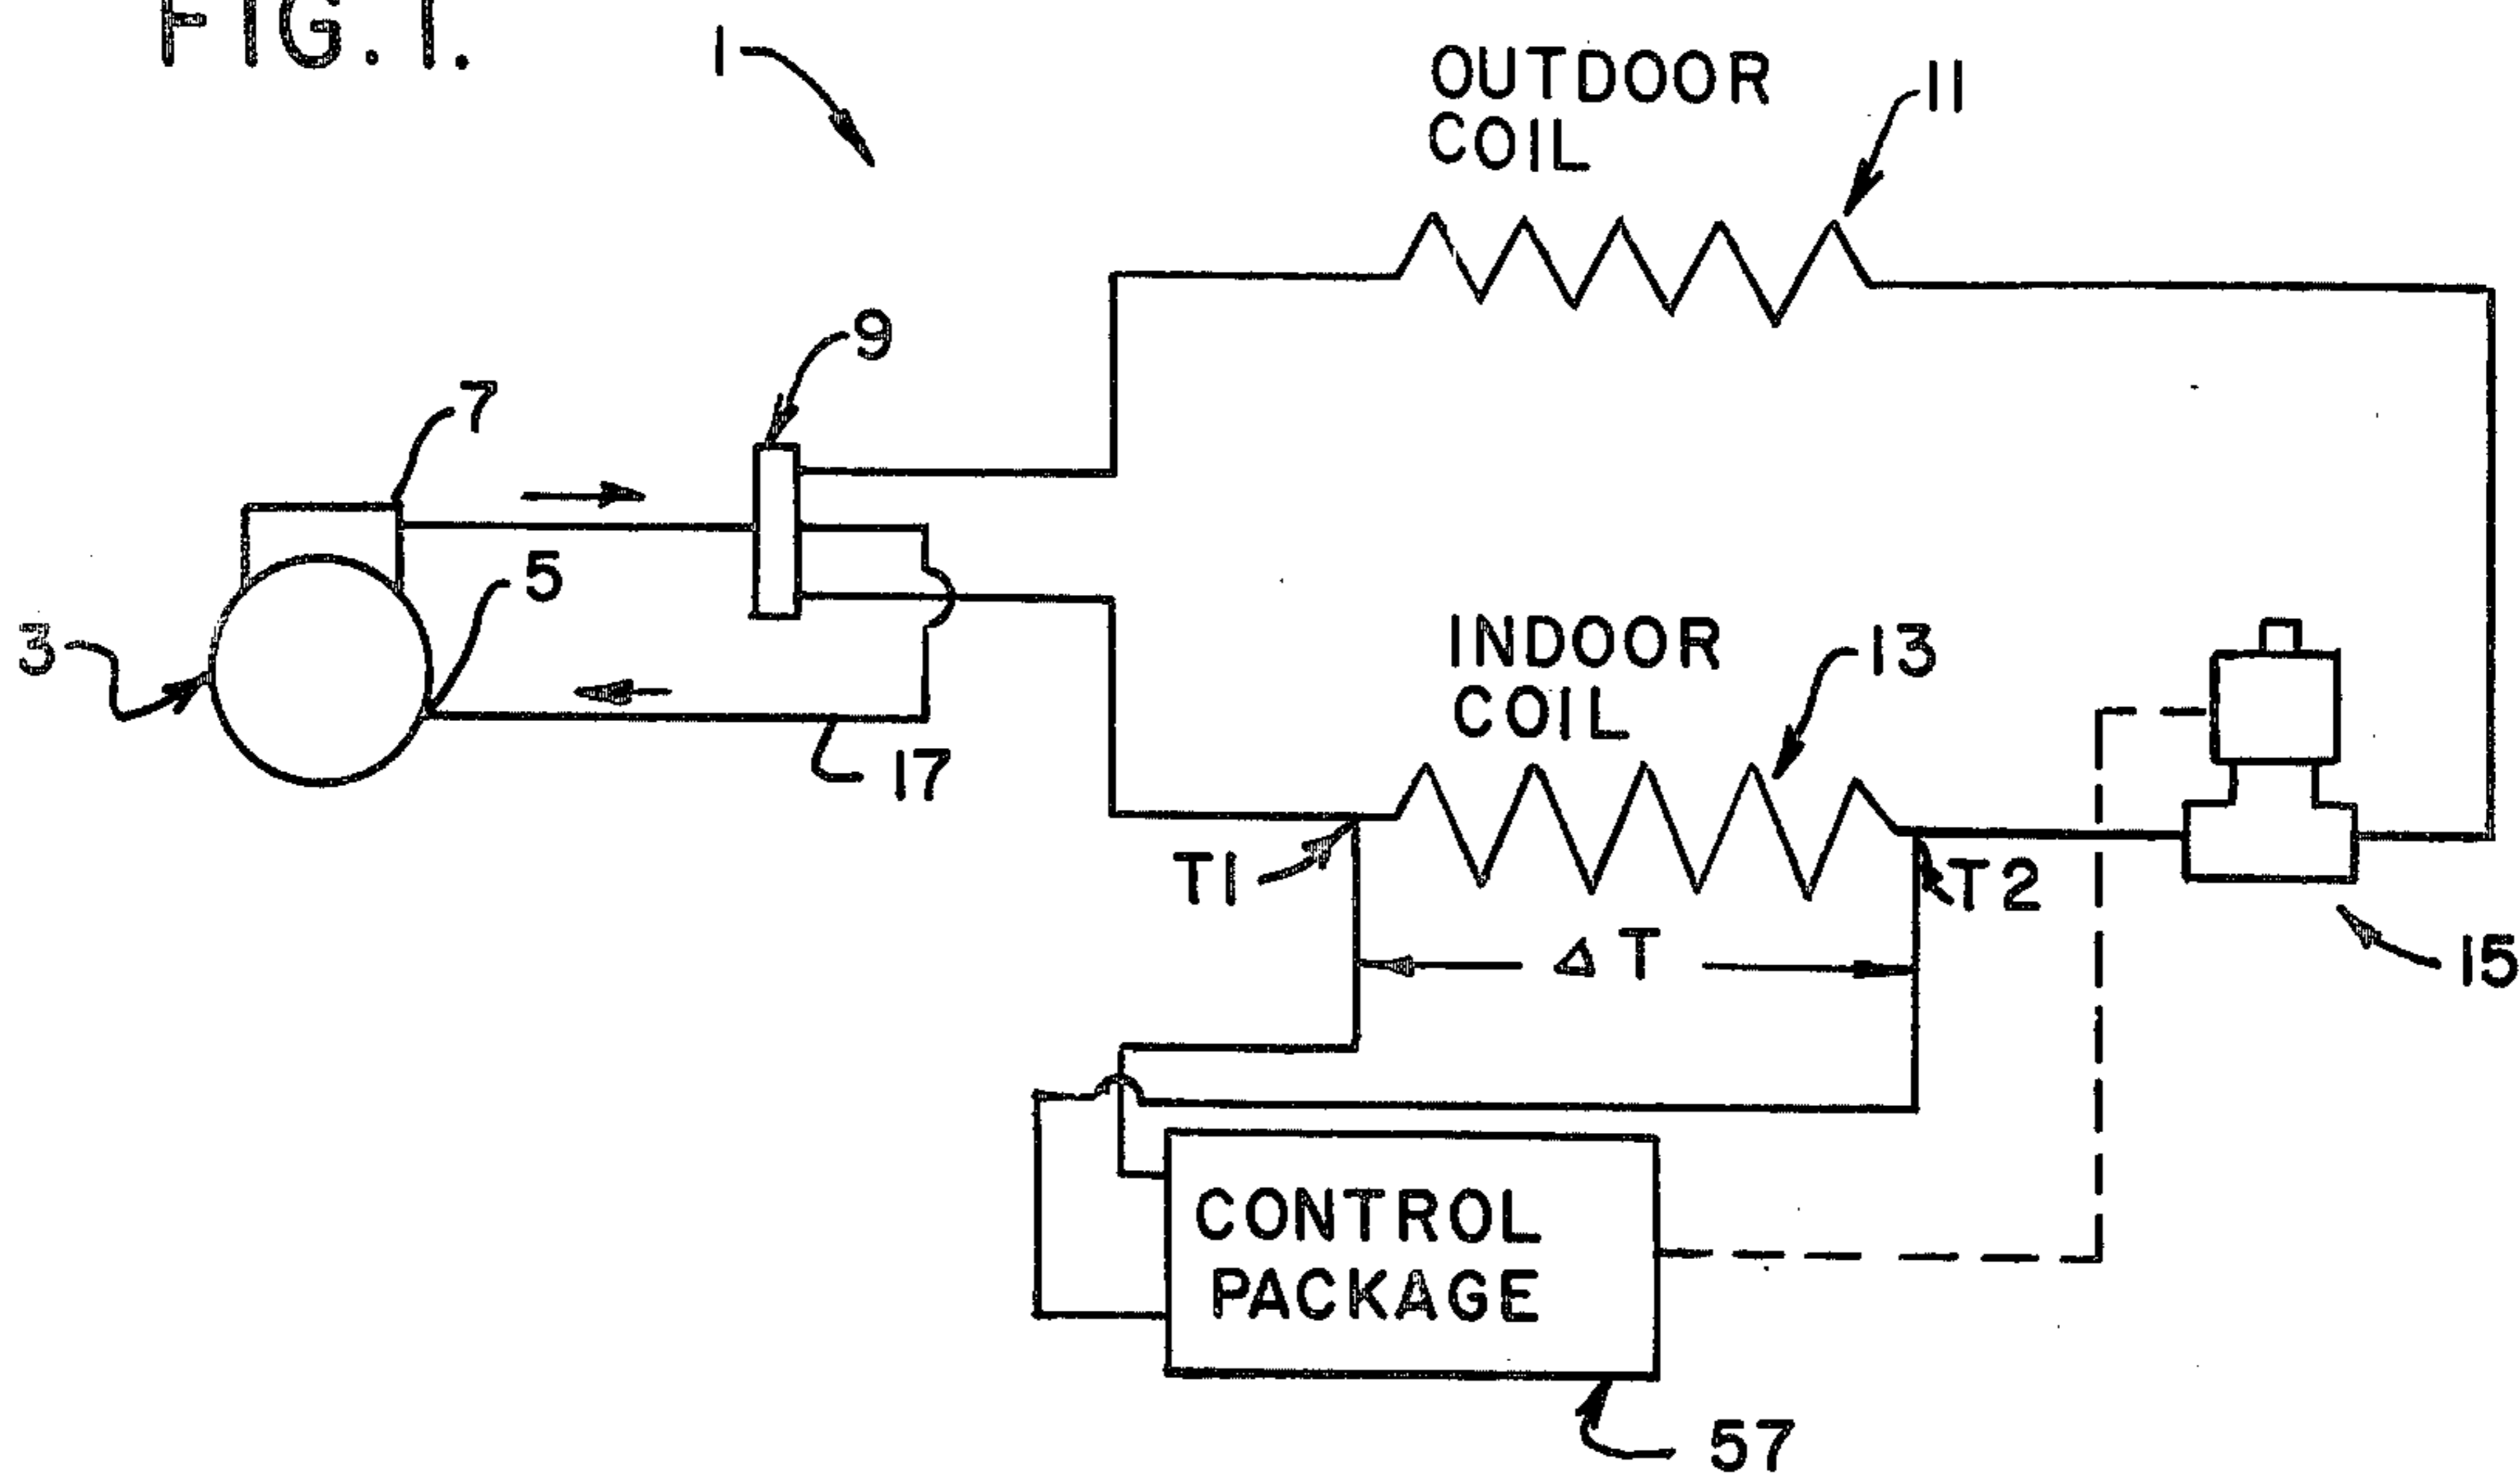 FIG. 1.
1
OUTDOOR
COIL
11
9
7
5
3
INDOOR
COIL
13
17
T1
T2
Δ T
15
CONTROL
PACKAGE
57